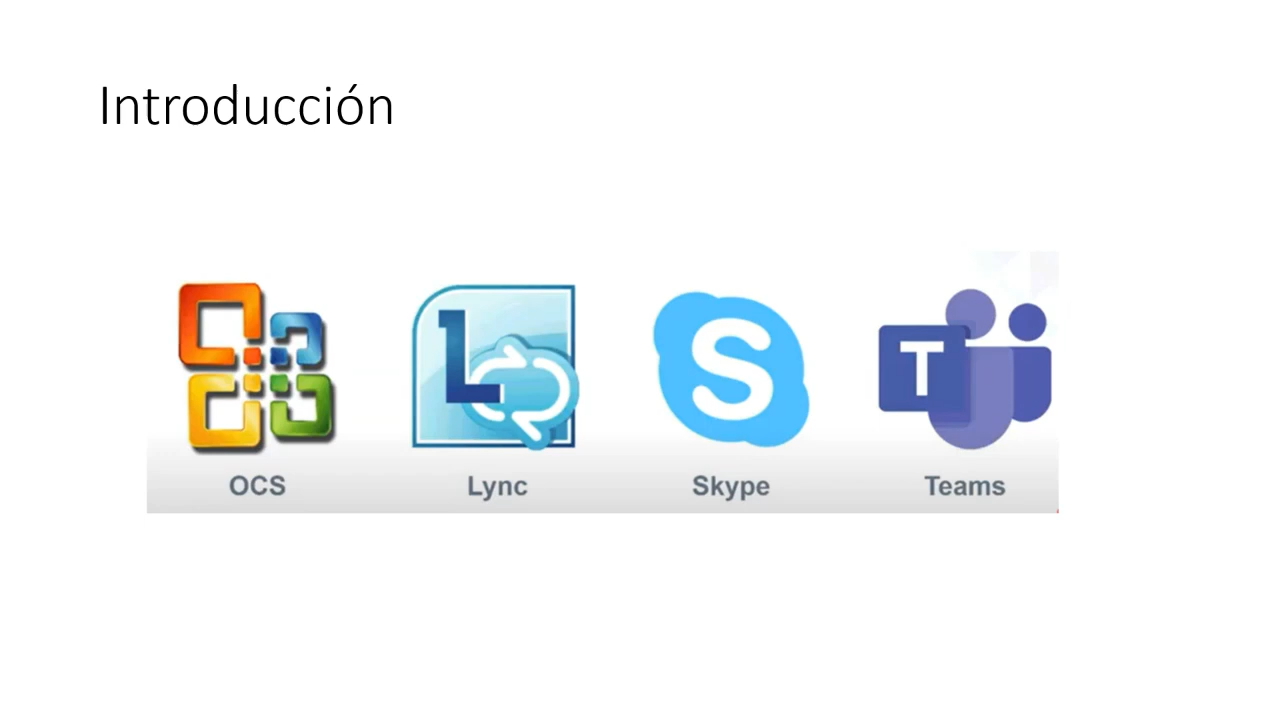 Introducción
L
S
T
OCS
Lync
Skype
Teams